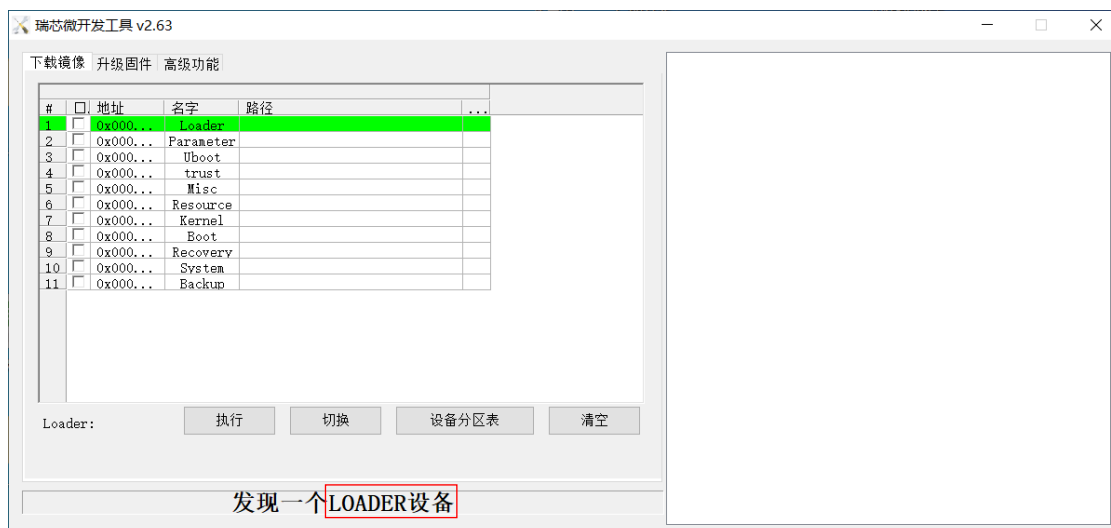 瑞芯微开发工具 v2.63
下载镜像 升级固件 高级功能
# 地址 名字 路径 ...
1 0x000... Loader
2 0x000... Parameter
3 0x000... Uboot
4 0x000... trust
5 0x000... Misc
6 0x000... Resource
7 0x000... Kernel
8 0x000... Boot
9 0x000... Recovery
10 0x000... System
11 0x000... Backup
Loader: 执行 切换 设备分区表 清空
发现一个LOADER设备